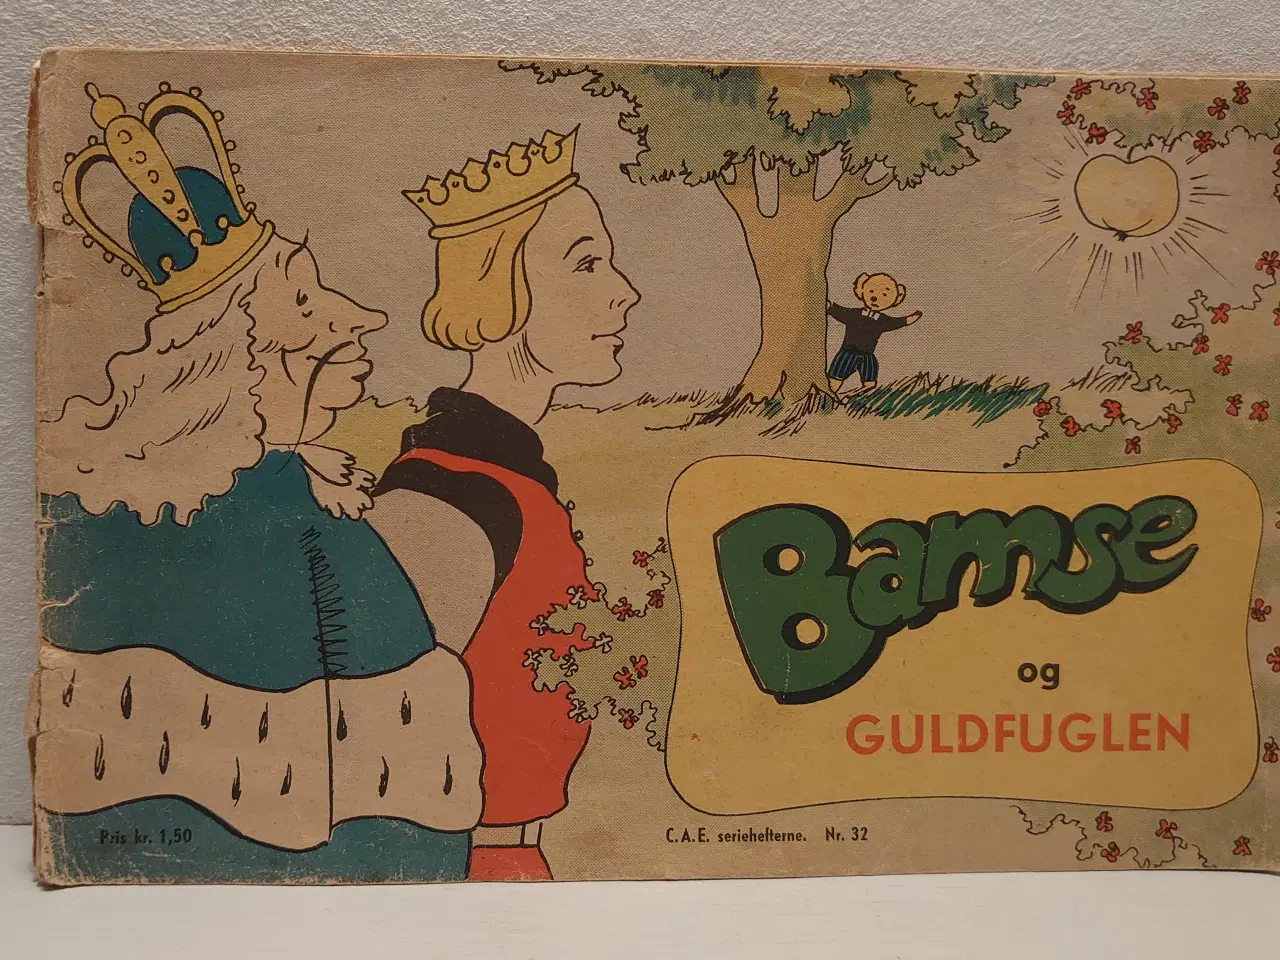 Bamse
og
GULDFUGLEN
Pris kr. 1,50
C.A.E. seriehefterne. Nr. 32